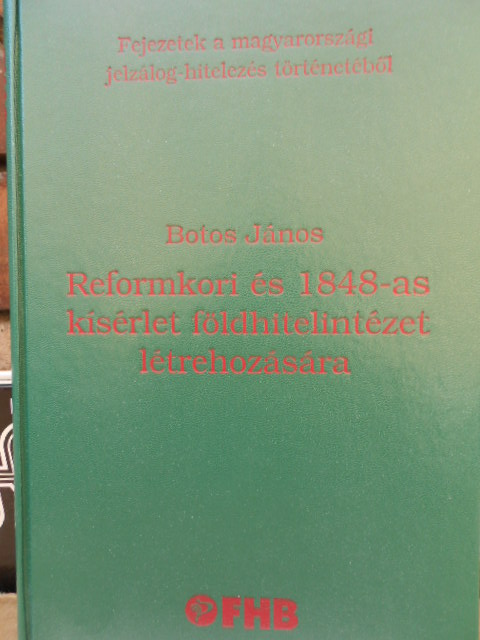 Fejezetek a magyarországi
jelzálog-hitelezés történetéből
Botos János
Reformkori és 1848-as
kísérlet földhitelintézet
létrehozására
FHB